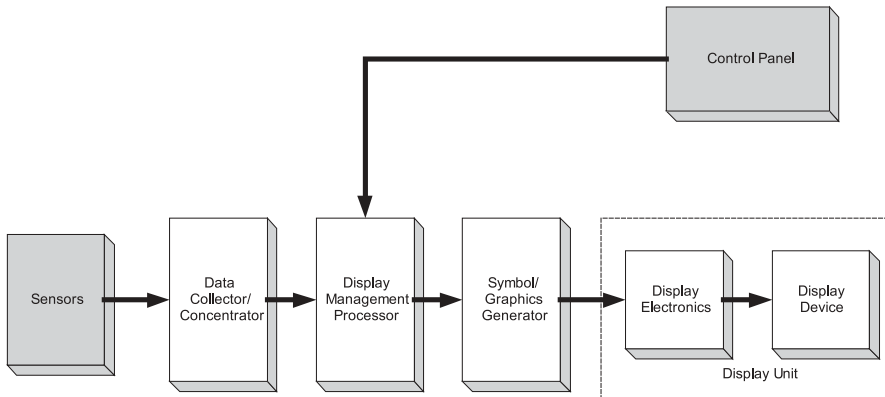 Control Panel
Sensors
Data
Collector/
Concentrator
Display
Management
Processor
Symbol/
Graphics
Generator
Display
Electronics
Display
Device
Display Unit